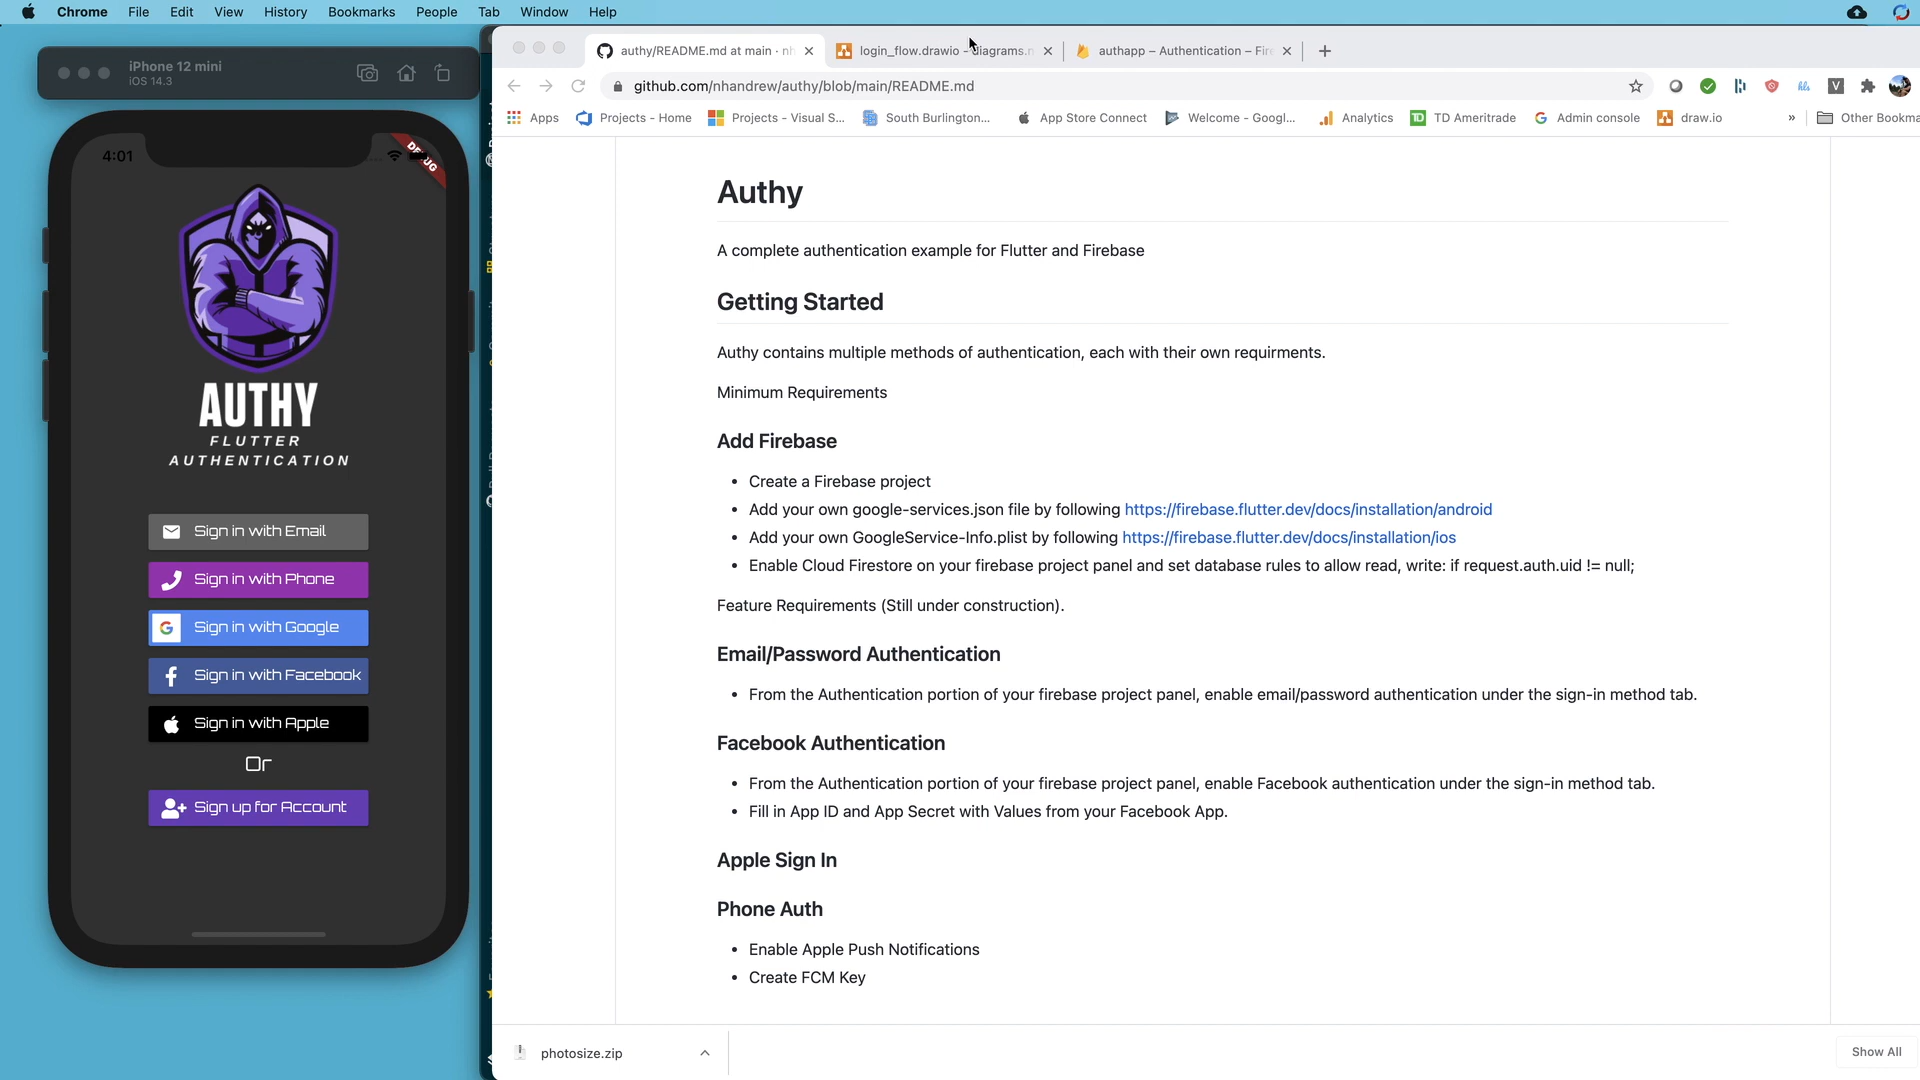 Chrome File Edit View History Bookmarks People Tab Window Help
iPhone 12 mini
iOS 14.3
4:01
DEBUG
AUTHY
FLUTTER
AUTHENTICATION
Sign in with Email
Sign in with Phone
Sign in with Google
Sign in with Facebook
Sign in with Apple
Or
Sign up for Account
authy/README.md at main · nh
login_flow.drawio - diagrams.n
authapp – Authentication – Fire
github.com/nhandrew/authy/blob/main/README.md
Apps Projects - Home Projects - Visual S... South Burlington... App Store Connect Welcome - Googl... Analytics TD Ameritrade Admin console draw.io » Other Bookma
Authy
A complete authentication example for Flutter and Firebase
Getting Started
Authy contains multiple methods of authentication, each with their own requirments.
Minimum Requirements
Add Firebase
• Create a Firebase project
• Add your own google-services.json file by following https://firebase.flutter.dev/docs/installation/android
• Add your own GoogleService-Info.plist by following https://firebase.flutter.dev/docs/installation/ios
• Enable Cloud Firestore on your firebase project panel and set database rules to allow read, write: if request.auth.uid != null;
Feature Requirements (Still under construction).
Email/Password Authentication
• From the Authentication portion of your firebase project panel, enable email/password authentication under the sign-in method tab.
Facebook Authentication
• From the Authentication portion of your firebase project panel, enable Facebook authentication under the sign-in method tab.
• Fill in App ID and App Secret with Values from your Facebook App.
Apple Sign In
Phone Auth
• Enable Apple Push Notifications
• Create FCM Key
photosize.zip
Show All